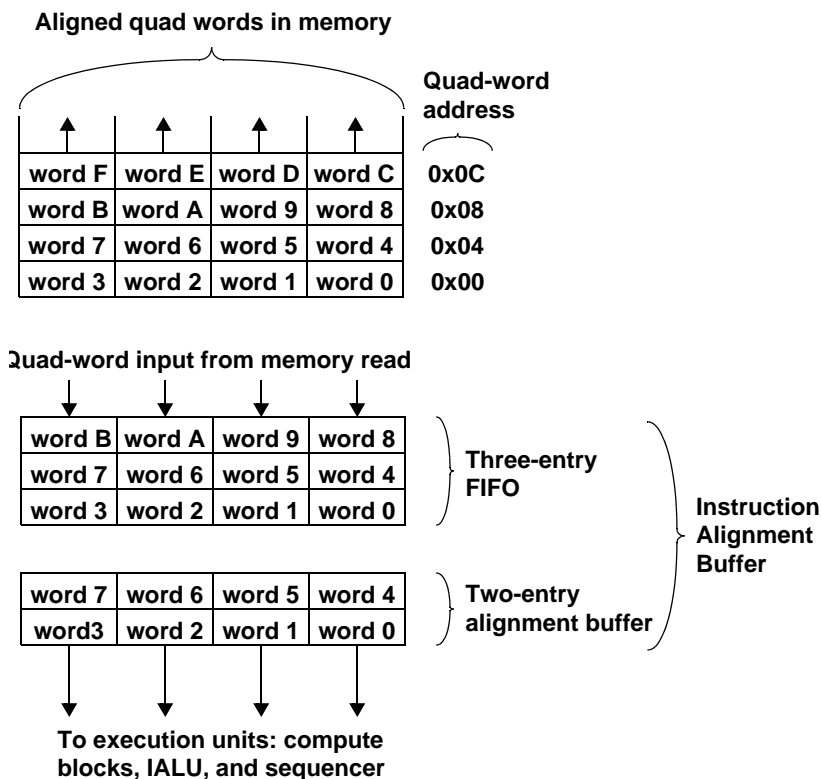 Aligned quad words in memory
Quad-word
address
word F word E word D word C 0x0C
word B word A word 9 word 8 0x08
word 7 word 6 word 5 word 4 0x04
word 3 word 2 word 1 word 0 0x00
Quad-word input from memory read
word B word A word 9 word 8
word 7 word 6 word 5 word 4
word 3 word 2 word 1 word 0
Three-entry
FIFO
Instruction
Alignment
Buffer
word 7 word 6 word 5 word 4
word3 word 2 word 1 word 0
Two-entry
alignment buffer
To execution units: compute
blocks, IALU, and sequencer